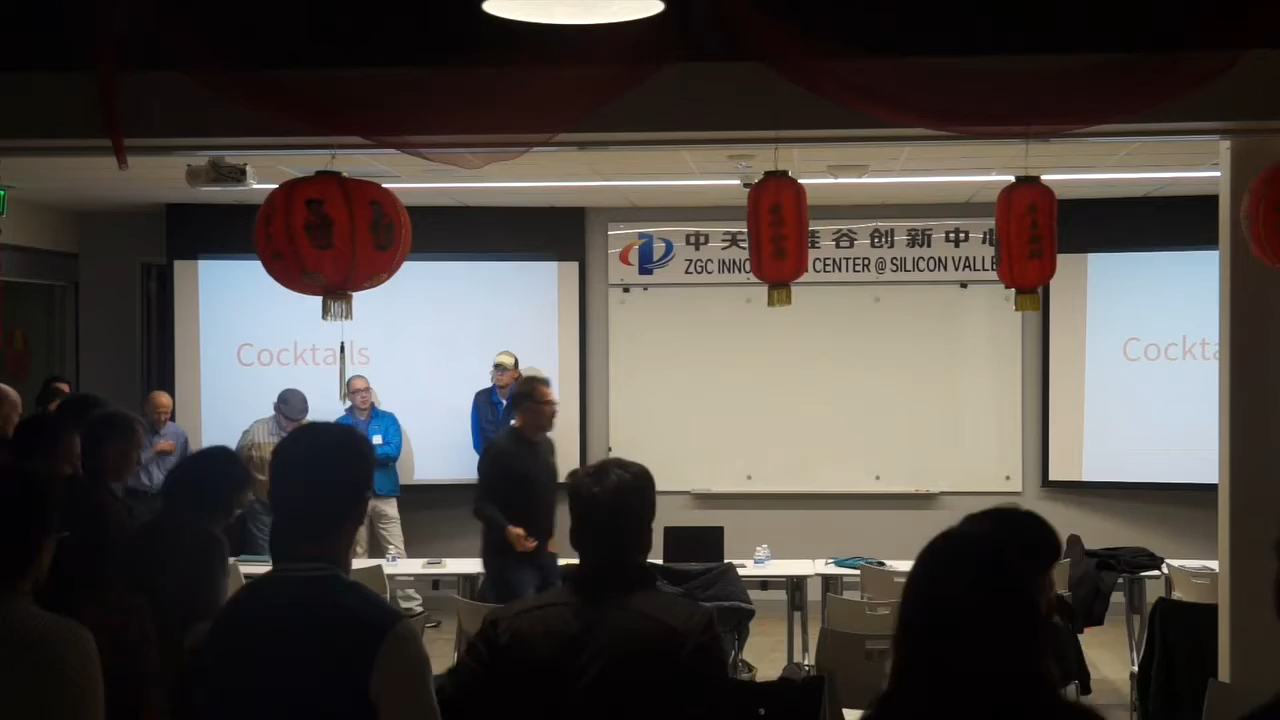 Cocktails
中关 硅谷创新中心
ZGC INNO CENTER @ SILICON VALLE
Cockta